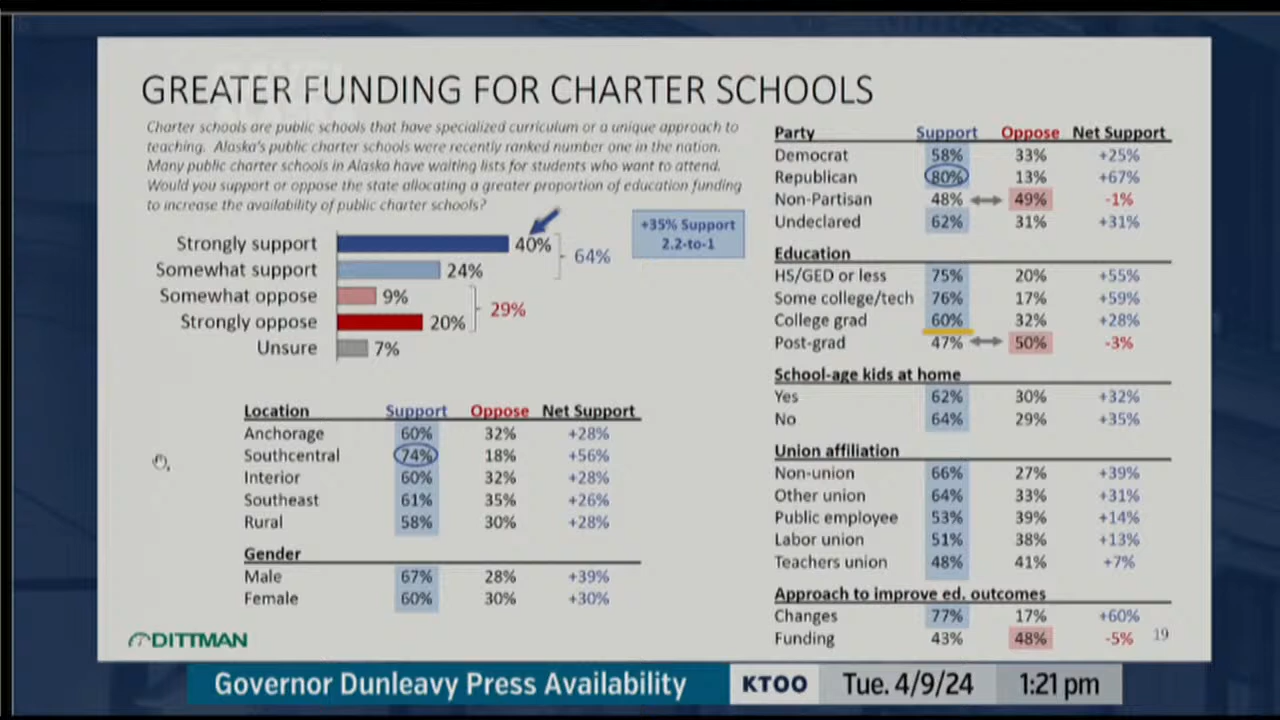 GREATER FUNDING FOR CHARTER SCHOOLS
Charter schools are public schools that have specialized curriculum or a unique approach to
teaching. Alaska's public charter schools were recently ranked number one in the nation.
Many public charter schools in Alaska have waiting lists for students who want to attend.
Would you support or oppose the state allocating a greater proportion of education funding
to increase the availability of public charter schools?
+35% Support
2.2-to-1
Strongly support 40%
Somewhat support 24%
64%
Somewhat oppose 9%
Strongly oppose 20%
29%
Unsure 7%
Location Support Oppose Net Support
Anchorage 60% 32% +28%
Southcentral 74% 18% +56%
Interior 60% 32% +28%
Southeast 61% 35% +26%
Rural 58% 30% +28%
Gender
Male 67% 28% +39%
Female 60% 30% +30%
DITTMAN
Party Support Oppose Net Support
Democrat 58% 33% +25%
Republican 80% 13% +67%
Non-Partisan 48% 49% -1%
Undeclared 62% 31% +31%
Education
HS/GED or less 75% 20% +55%
Some college/tech 76% 17% +59%
College grad 60% 32% +28%
Post-grad 47% 50% -3%
School-age kids at home
Yes 62% 30% +32%
No 64% 29% +35%
Union affiliation
Non-union 66% 27% +39%
Other union 64% 33% +31%
Public employee 53% 39% +14%
Labor union 51% 38% +13%
Teachers union 48% 41% +7%
Approach to improve ed. outcomes
Changes 77% 17% +60%
Funding 43% 48% -5%
19
Governor Dunleavy Press Availability KTOO Tue. 4/9/24 1:21 pm